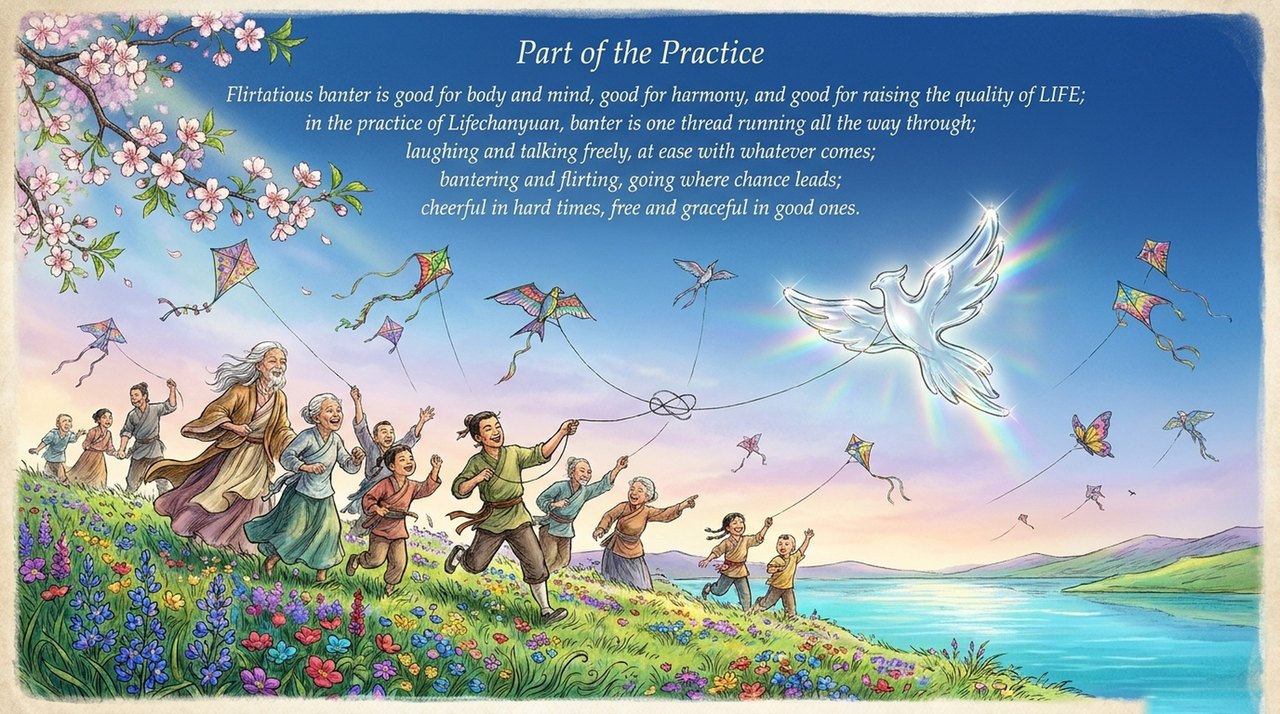 Part of the Practice
Flirtatious banter is good for body and mind, good for harmony, and good for raising the quality of LIFE;
in the practice of Lifechanyuan, banter is one thread running all the way through;
laughing and talking freely, at ease with whatever comes;
bantering and flirting, going where chance leads;
cheerful in hard times, free and graceful in good ones.